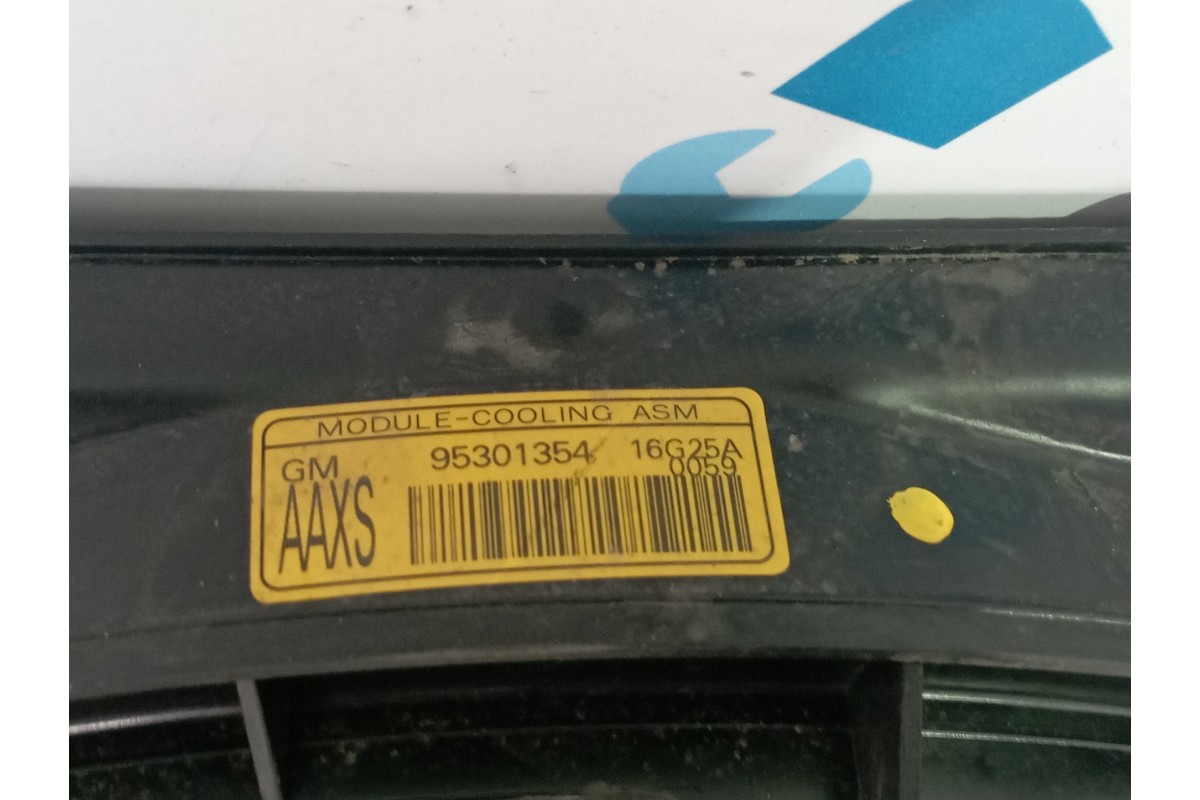 MODULE-COOLING ASM
GM 95301354 16G25A
AAXS 0059